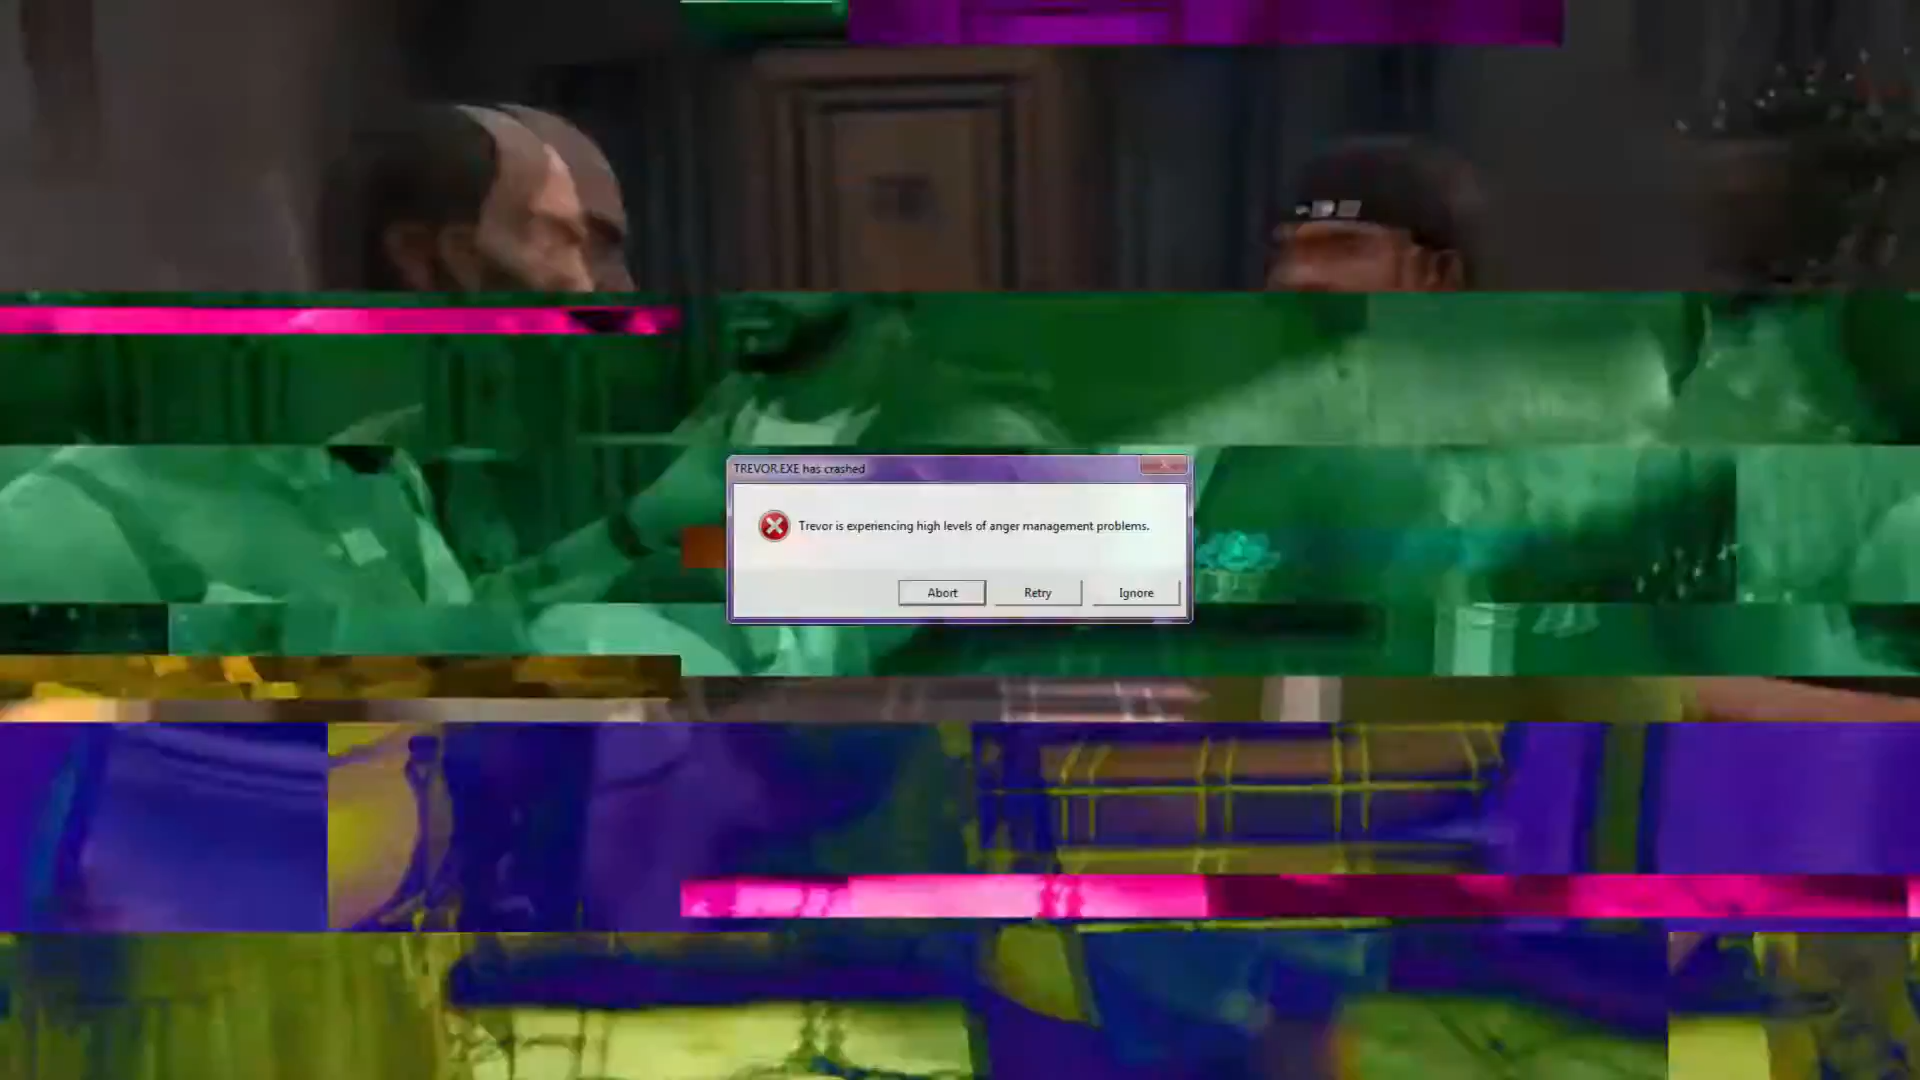 TREVOR.EXE has crashed
Trevor is experiencing high levels of anger management problems.
Abort
Retry
Ignore